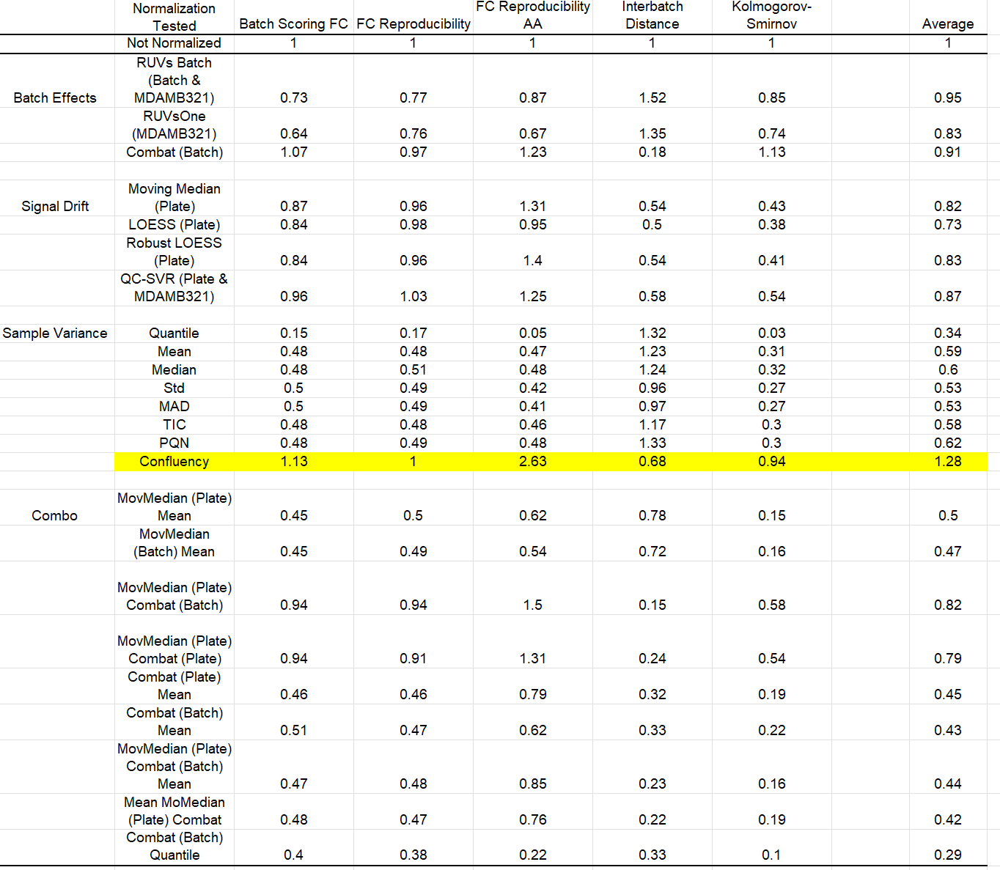 Normalization Tested Batch Scoring FC FC Reproducibility FC Reproducibility AA Interbatch Distance Kolmogorov-Smirnov Average
Not Normalized 1 1 1 1 1 1
Batch Effects RUVs Batch (Batch & MDAMB321) 0.73 0.77 0.87 1.52 0.85 0.95
RUVsOne (MDAMB321) 0.64 0.76 0.67 1.35 0.74 0.83
Combat (Batch) 1.07 0.97 1.23 0.18 1.13 0.91
Signal Drift Moving Median (Plate) 0.87 0.96 1.31 0.54 0.43 0.82
LOESS (Plate) 0.84 0.98 0.95 0.5 0.38 0.73
Robust LOESS (Plate) 0.84 0.96 1.4 0.54 0.41 0.83
QC-SVR (Plate & MDAMB321) 0.96 1.03 1.25 0.58 0.54 0.87
Sample Variance Quantile 0.15 0.17 0.05 1.32 0.03 0.34
Mean 0.48 0.48 0.47 1.23 0.31 0.59
Median 0.48 0.51 0.48 1.24 0.32 0.6
Std 0.5 0.49 0.42 0.96 0.27 0.53
MAD 0.5 0.49 0.41 0.97 0.27 0.53
TIC 0.48 0.48 0.46 1.17 0.3 0.58
PQN 0.48 0.49 0.48 1.33 0.3 0.62
Confluency 1.13 1 2.63 0.68 0.94 1.28
Combo MovMedian (Plate) Mean 0.45 0.5 0.62 0.78 0.15 0.5
MovMedian (Batch) Mean 0.45 0.49 0.54 0.72 0.16 0.47
MovMedian (Plate) Combat (Batch) 0.94 0.94 1.5 0.15 0.58 0.82
MovMedian (Plate) Combat (Plate) 0.94 0.91 1.31 0.24 0.54 0.79
Combat (Plate) Mean 0.46 0.46 0.79 0.32 0.19 0.45
Combat (Batch) Mean 0.51 0.47 0.62 0.33 0.22 0.43
MovMedian (Plate) Combat (Batch) Mean 0.47 0.48 0.85 0.23 0.16 0.44
Mean MoMedian (Plate) Combat 0.48 0.47 0.76 0.22 0.19 0.42
Combat (Batch) Quantile 0.4 0.38 0.22 0.33 0.1 0.29